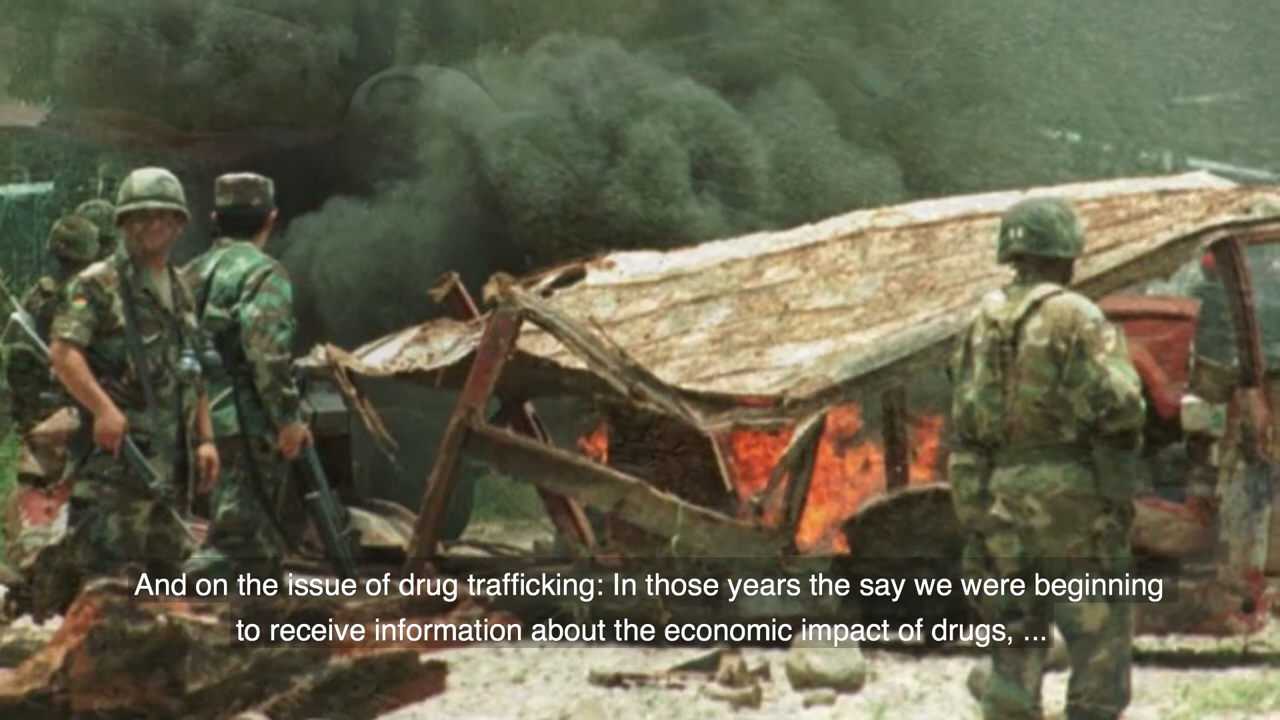 And on the issue of drug trafficking: In those years the say we were beginning
to receive information about the economic impact of drugs, ...